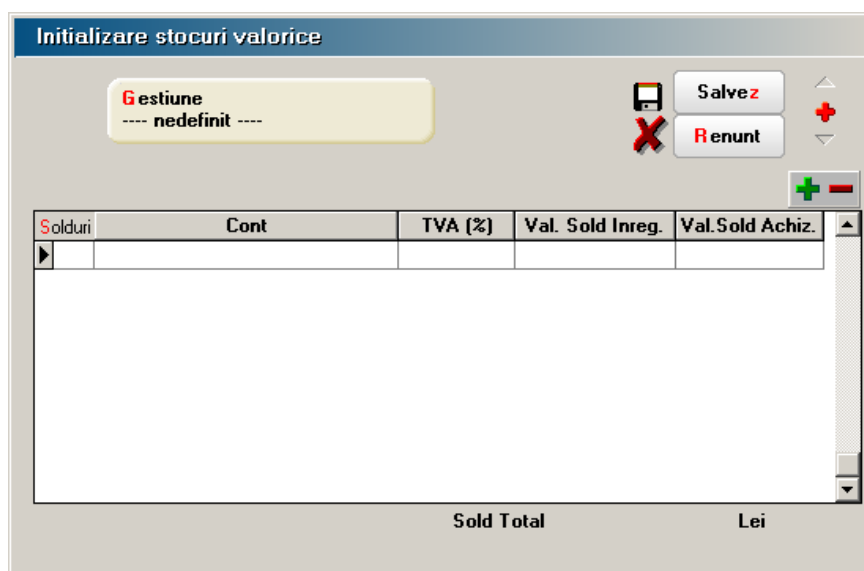 Initializare stocuri valorice
Gestiune
---- nedefinit ----
Salvez
Renunt
Solduri Cont TVA (%) Val. Sold Inreg. Val.Sold Achiz.
Sold Total Lei